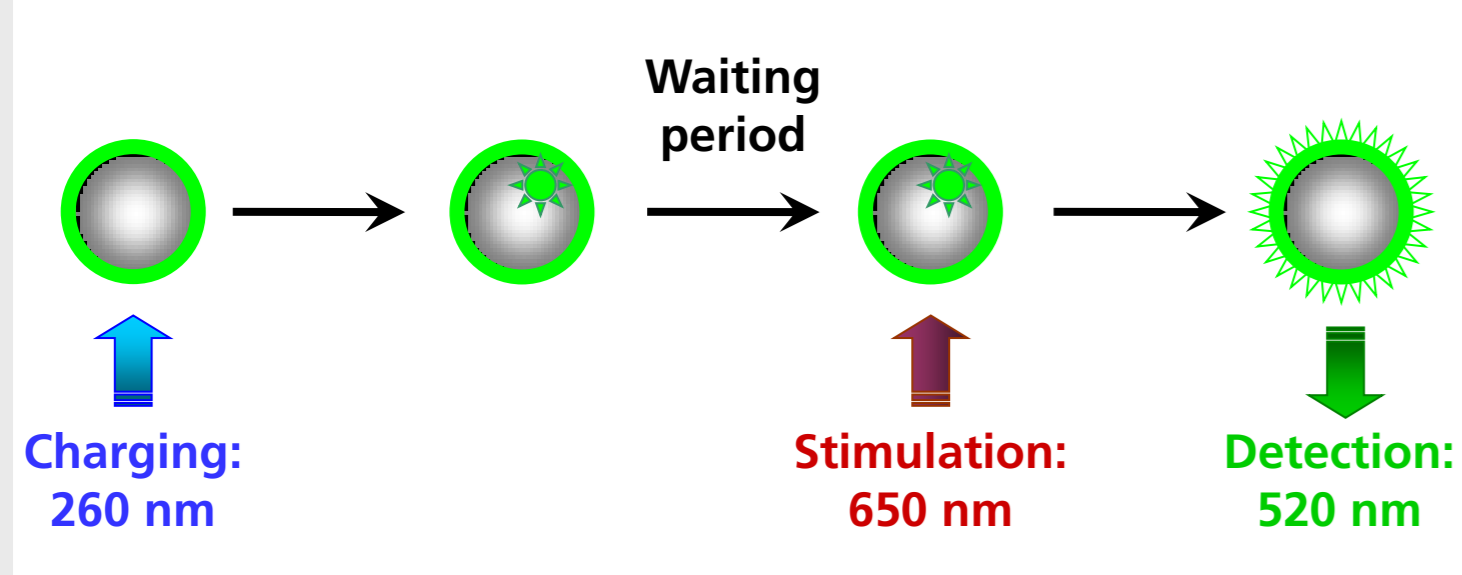 Waiting
period
Charging:
260 nm
Stimulation:
650 nm
Detection:
520 nm